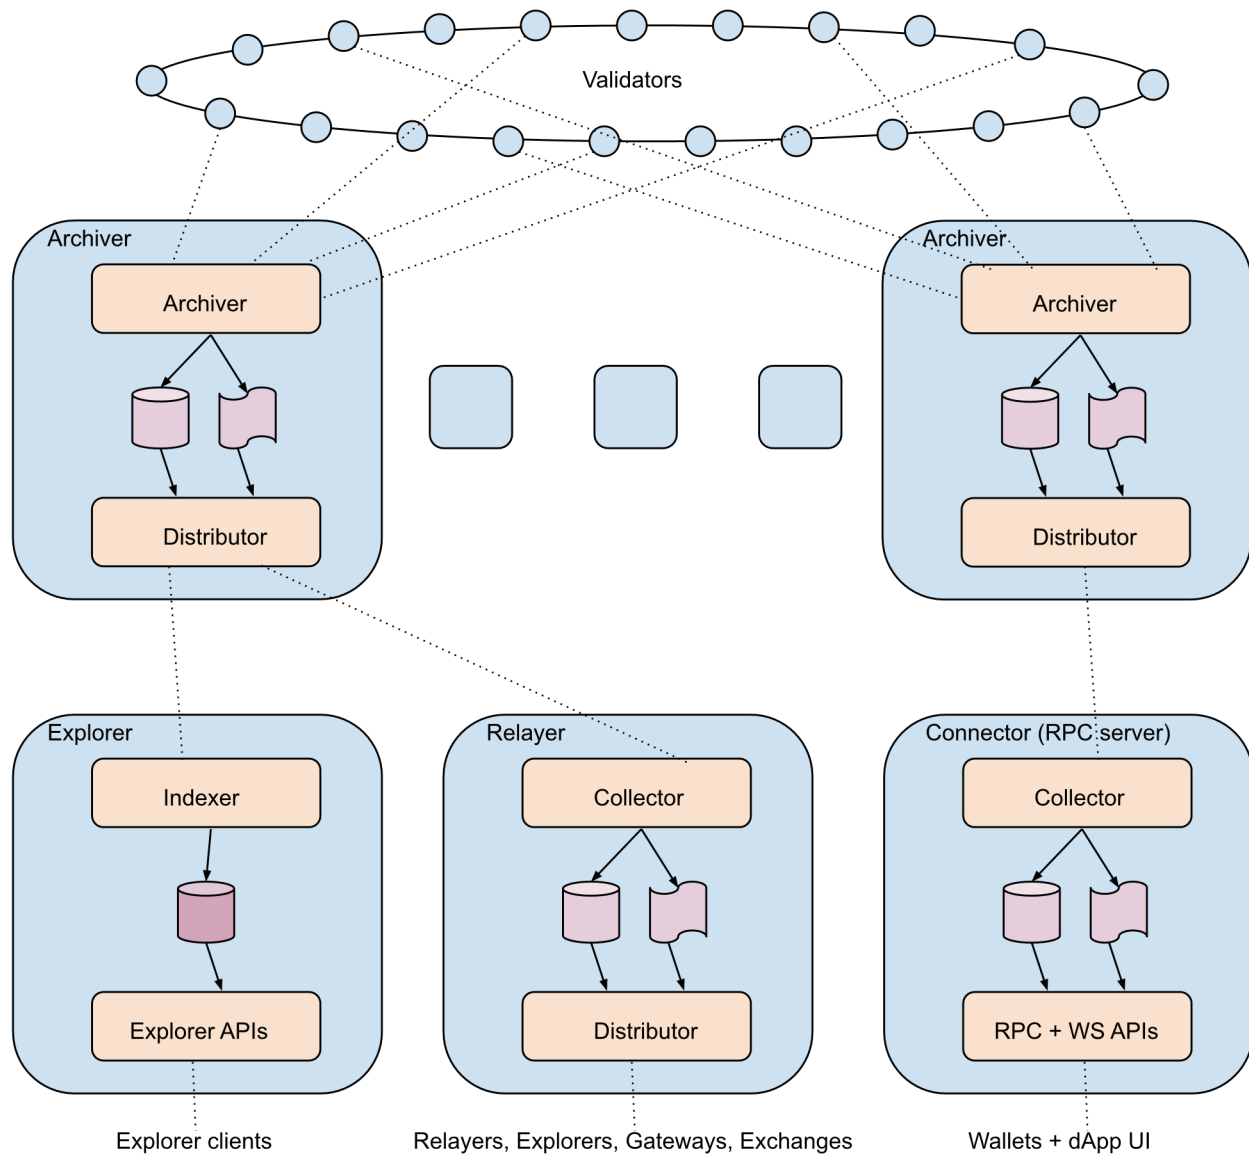 Validators
Archiver
Archiver
Archiver
Archiver
Distributor
Distributor
Explorer
Relayer
Connector (RPC server)
Indexer
Collector
Collector
Explorer APIs
Distributor
RPC + WS APIs
Explorer clients
Relayers, Explorers, Gateways, Exchanges
Wallets + dApp UI